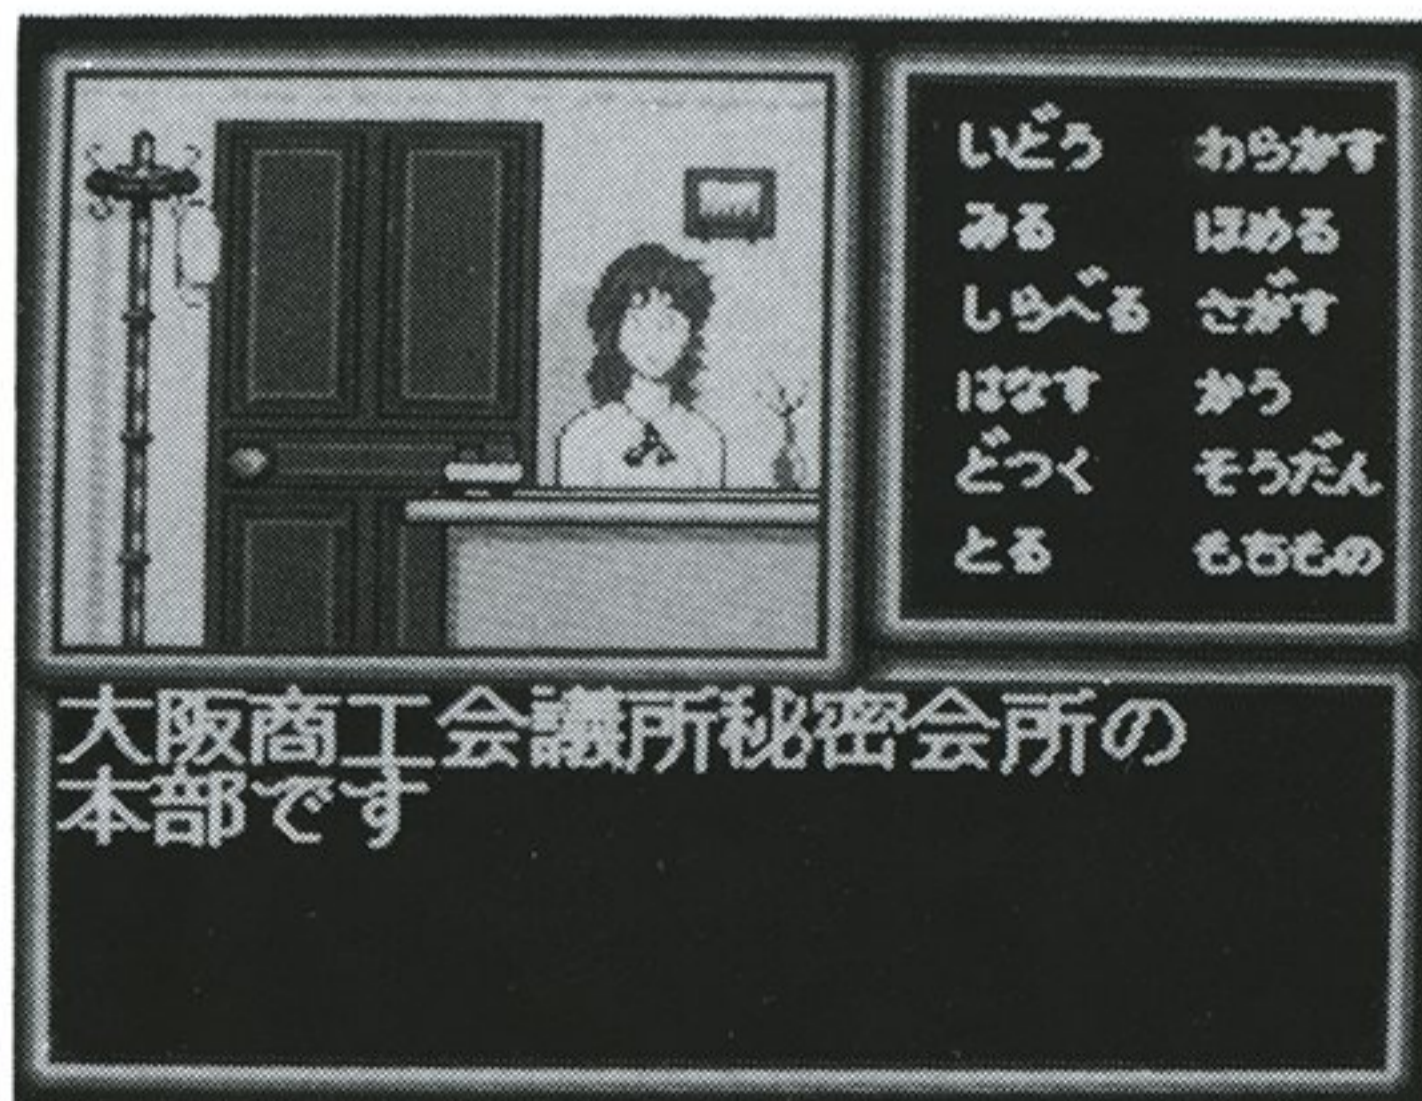 いどう わらかす
みる ほめる
しらべる さがす
はなす かう
どつく そうだん
とる もちもの
大阪商工会議所秘密会所の
本部です